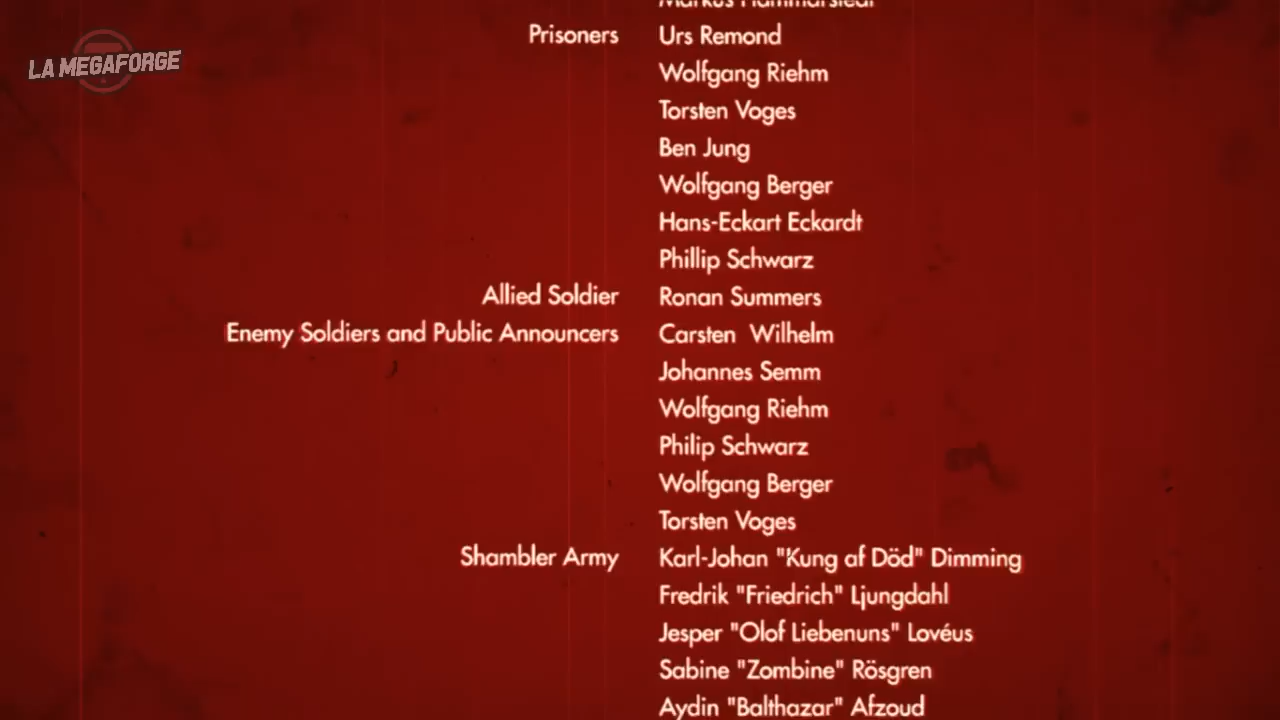 LA MEGAFORGE
Prisoners Urs Remond
Wolfgang Riehm
Torsten Voges
Ben Jung
Wolfgang Berger
Hans-Eckart Eckardt
Phillip Schwarz
Allied Soldier Ronan Summers
Enemy Soldiers and Public Announcers Carsten Wilhelm
Johannes Semm
Wolfgang Riehm
Philip Schwarz
Wolfgang Berger
Torsten Voges
Shambler Army Karl-Johan "Kung af Död" Dimming
Fredrik "Friedrich" Ljungdahl
Jesper "Olof Liebenuns" Lovéus
Sabine "Zombine" Rösgren
Aydin "Balthazar" Afzoud